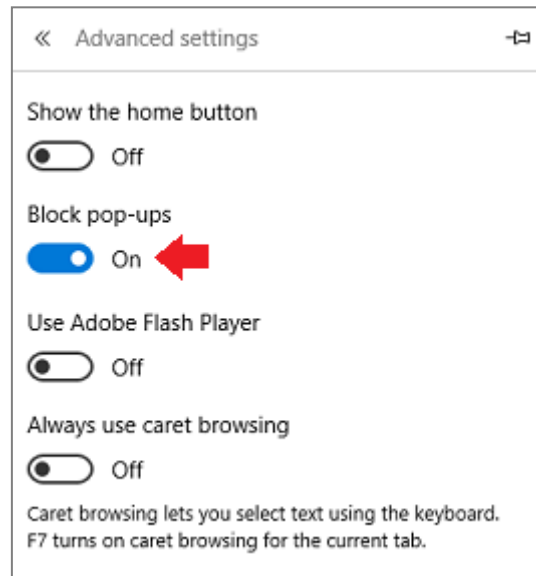 « Advanced settings
Show the home button
Off
Block pop-ups
On
Use Adobe Flash Player
Off
Always use caret browsing
Off
Caret browsing lets you select text using the keyboard.
F7 turns on caret browsing for the current tab.